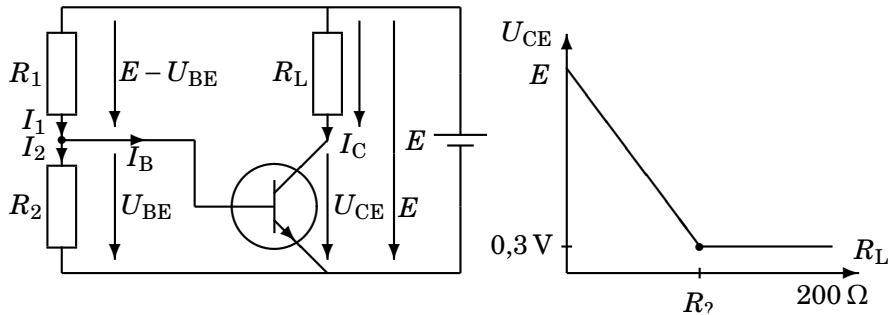 R1
E – UBE
RL
I1
I2
IB
IC
E
R2
UBE
UCE
E
UCE
E
0,3 V
RL
R?
200 Ω